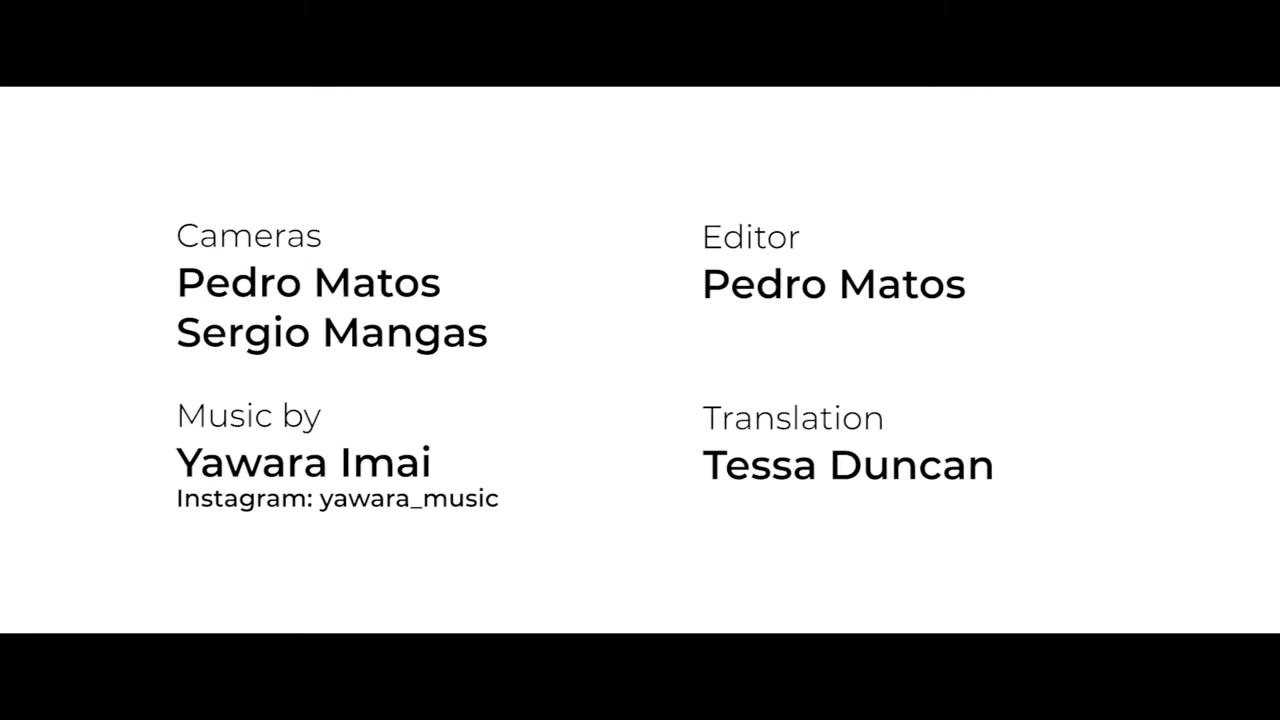 Cameras
Pedro Matos
Sergio Mangas
Music by
Yawara Imai
Instagram: yawara_music
Editor
Pedro Matos
Translation
Tessa Duncan